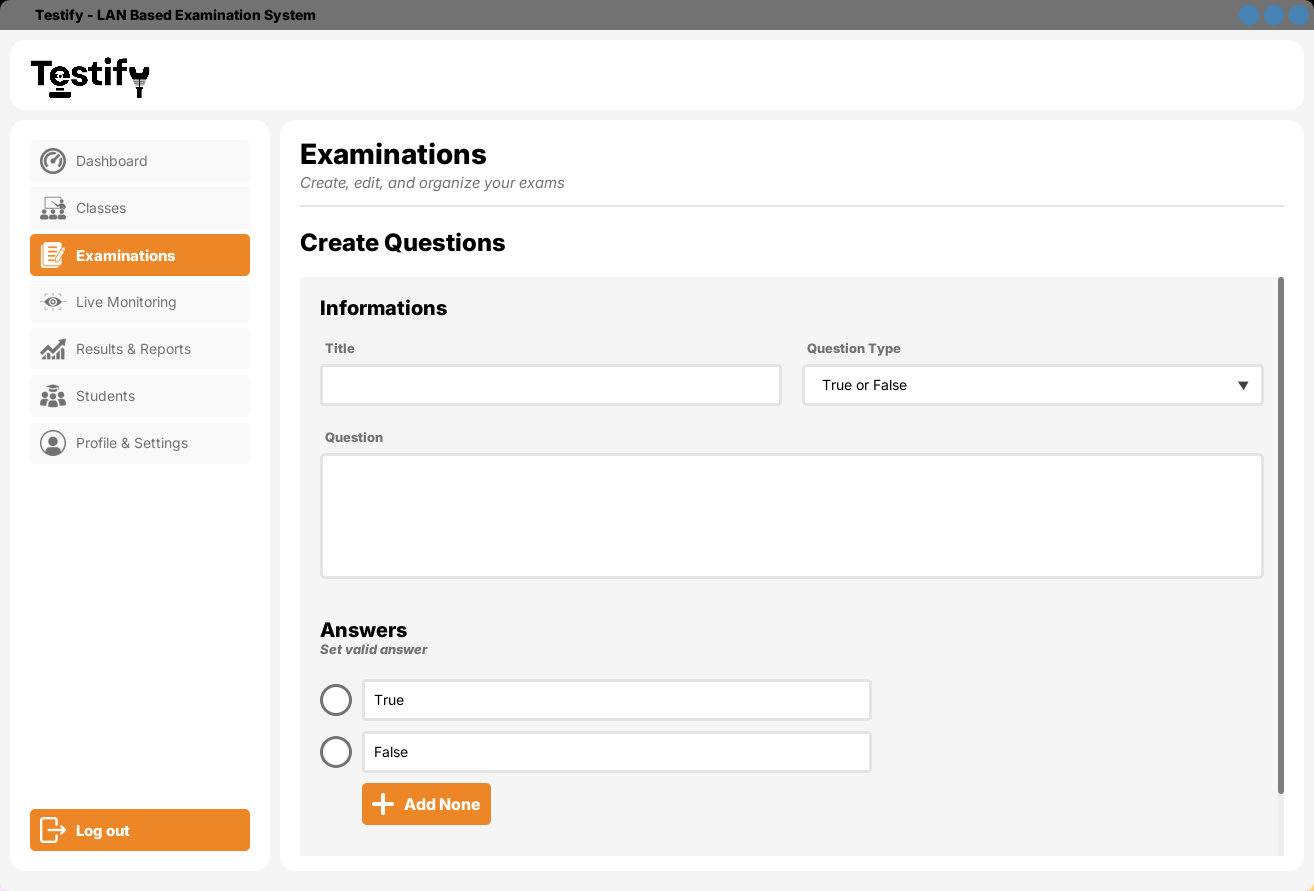 Testify - LAN Based Examination System
Testify
Dashboard
Classes
Examinations
Live Monitoring
Results & Reports
Students
Profile & Settings
Log out
Examinations
Create, edit, and organize your exams
Create Questions
Informations
Title
Question Type
True or False
Question
Answers
Set valid answer
True
False
Add None